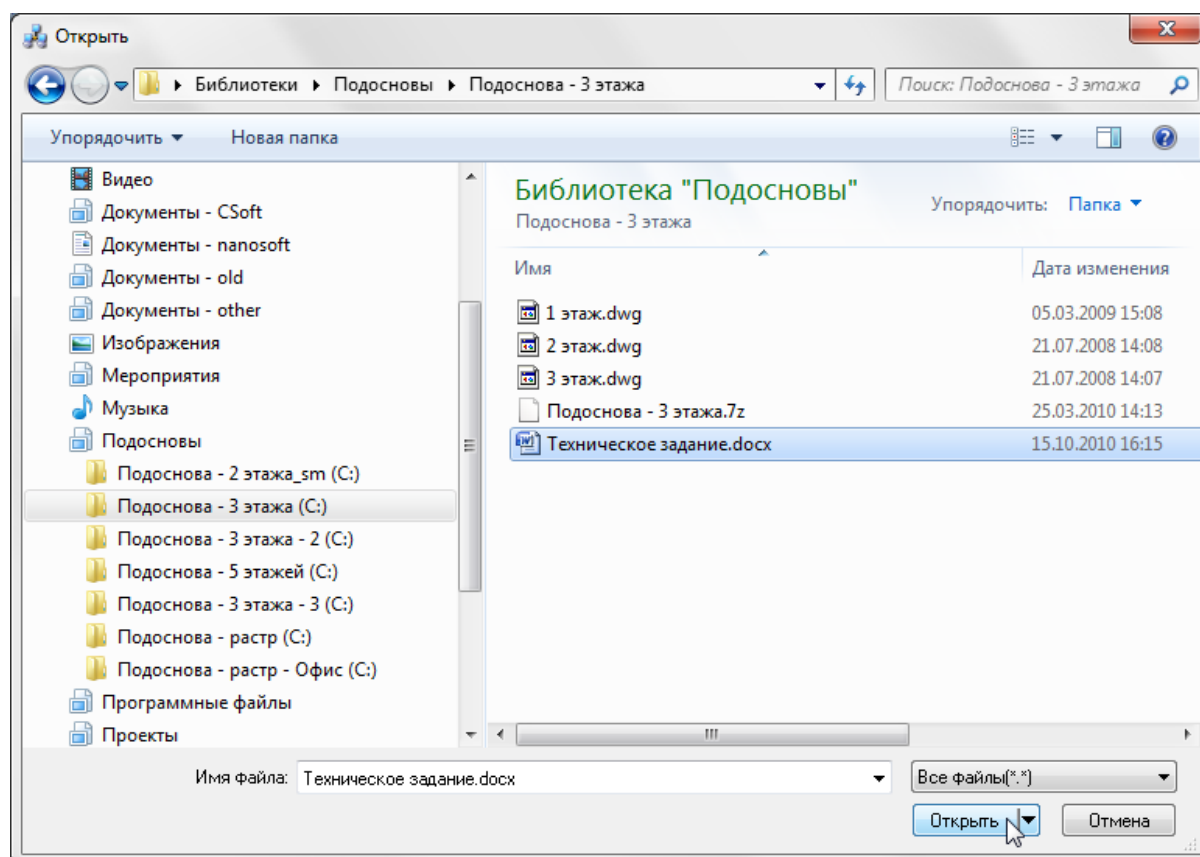 Открыть
Библиотеки Подосновы Подоснова - 3 этажа
Поиск: Подоснова - 3 этажа
Упорядочить Новая папка
Видео
Документы - CSoft
Документы - nanosoft
Документы - old
Документы - other
Изображения
Мероприятия
Музыка
Подосновы
Подоснова - 2 этажа_sm (C:)
Подоснова - 3 этажа (C:)
Подоснова - 3 этажа - 2 (C:)
Подоснова - 5 этажей (C:)
Подоснова - 3 этажа - 3 (C:)
Подоснова - растр (C:)
Подоснова - растр - Офис (C:)
Программные файлы
Проекты
Библиотека "Подосновы"
Подоснова - 3 этажа
Упорядочить: Папка
Имя Дата изменения
1 этаж.dwg 05.03.2009 15:08
2 этаж.dwg 21.07.2008 14:08
3 этаж.dwg 21.07.2008 14:07
Подоснова - 3 этажа.7z 25.03.2010 14:13
Техническое задание.docx 15.10.2010 16:15
Имя файла: Техническое задание.docx
Все файлы(*.*)
Открыть Отмена